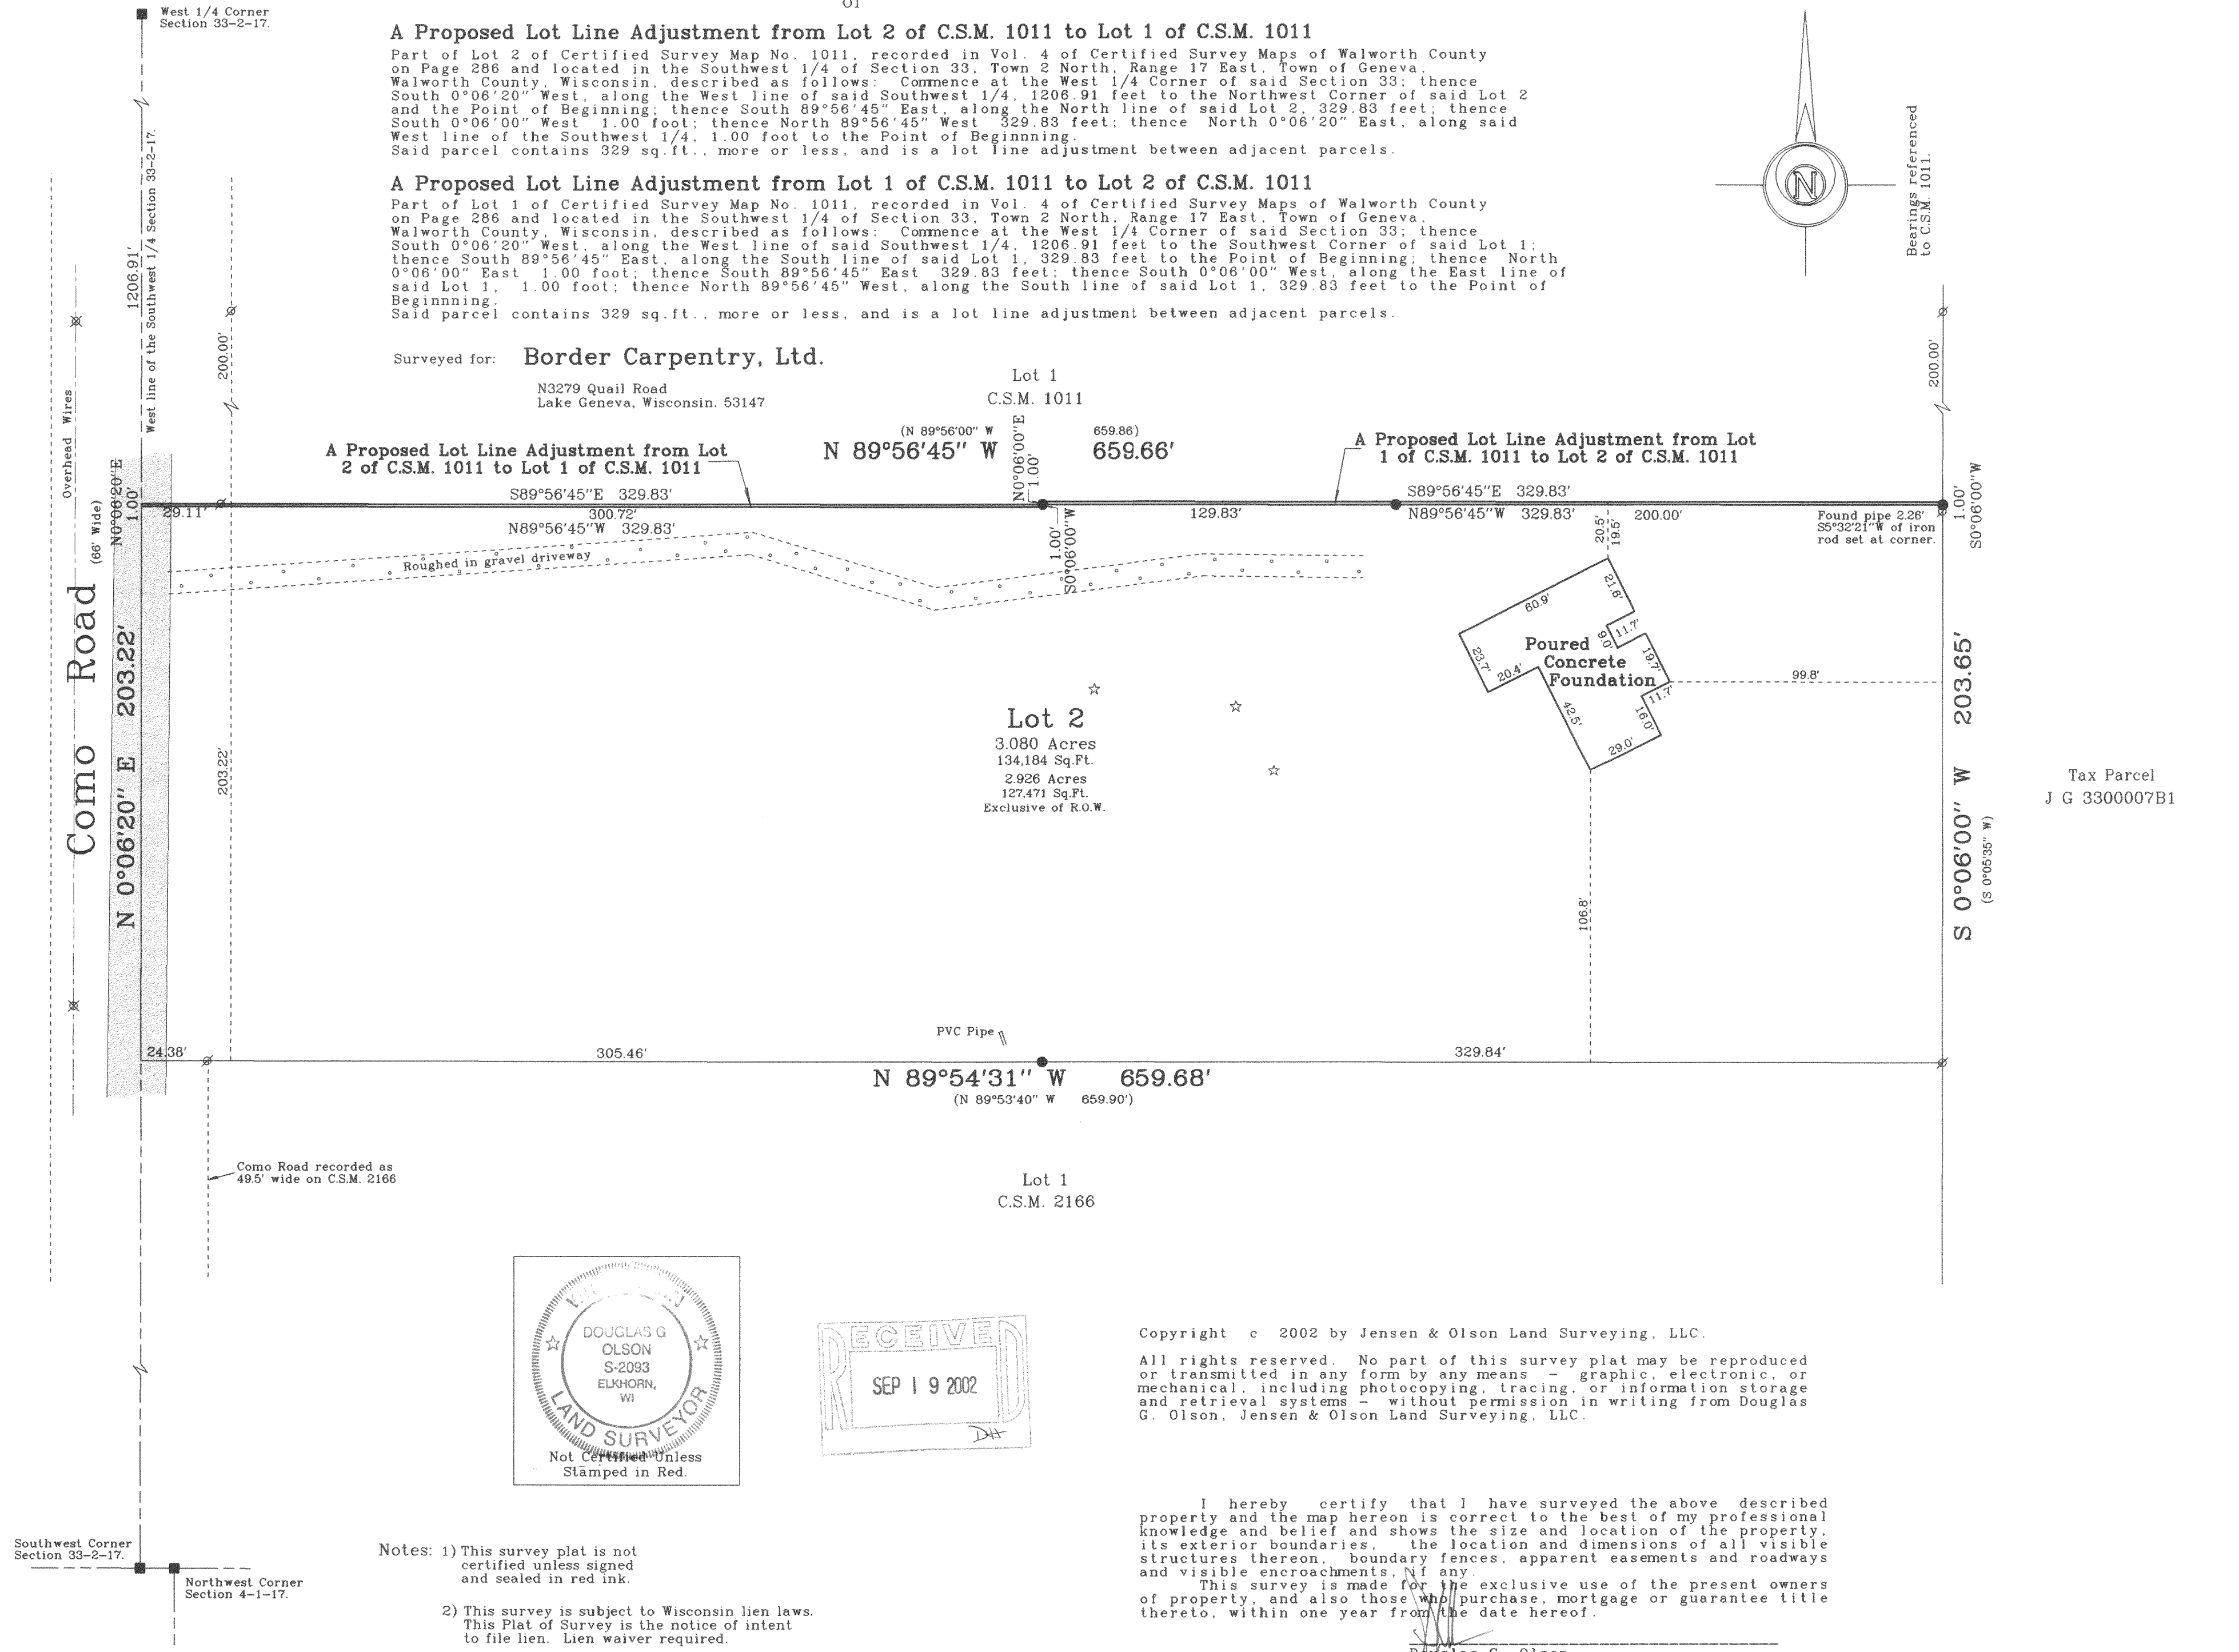 West 1/4 Corner
Section 33-2-17.
A Proposed Lot Line Adjustment from Lot 2 of C.S.M. 1011 to Lot 1 of C.S.M. 1011
Part of Lot 2 of Certified Survey Map No. 1011, recorded in Vol. 4 of Certified Survey Maps of Walworth County
on Page 286 and located in the Southwest 1/4 of Section 33, Town 2 North, Range 17 East, Town of Geneva,
Walworth County, Wisconsin, described as follows: Commence at the West 1/4 Corner of said Section 33; thence
South 0°06'20" West, along the West line of said Southwest 1/4, 1206.91 feet to the Northwest Corner of said Lot 2
and the Point of Beginning; thence South 89°56'45" East, along the North line of said Lot 2, 329.83 feet; thence
South 0°06'00" West 1.00 foot; thence North 89°56'45" West 329.83 feet; thence North 0°06'20" East, along said
West line of the Southwest 1/4, 1.00 foot to the Point of Beginnning.
Said parcel contains 329 sq.ft., more or less, and is a lot line adjustment between adjacent parcels.
A Proposed Lot Line Adjustment from Lot 1 of C.S.M. 1011 to Lot 2 of C.S.M. 1011
Part of Lot 1 of Certified Survey Map No. 1011, recorded in Vol. 4 of Certified Survey Maps of Walworth County
on Page 286 and located in the Southwest 1/4 of Section 33, Town 2 North, Range 17 East, Town of Geneva,
Walworth County, Wisconsin, described as follows: Commence at the West 1/4 Corner of said Section 33; thence
South 0°06'20" West, along the West line of said Southwest 1/4, 1206.91 feet to the Southwest Corner of said Lot 1;
thence South 89°56'45" East, along the South line of said Lot 1, 329.83 feet to the Point of Beginning; thence North
0°06'00" East 1.00 foot; thence South 89°56'45" East 329.83 feet; thence South 0°06'00" West, along the East line of
said Lot 1, 1.00 foot; thence North 89°56'45" West, along the South line of said Lot 1, 329.83 feet to the Point of
Beginnning.
Said parcel contains 329 sq.ft., more or less, and is a lot line adjustment between adjacent parcels.
N
Bearings referenced
to C.S.M. 1011.
Surveyed for: Border Carpentry, Ltd.
N3279 Quail Road
Lake Geneva, Wisconsin. 53147
1206.91'
West line of the Southwest 1/4 Section 33-2-17.
200.00'
Overhead Wires
Lot 1
C.S.M. 1011
(N 89°56'00" W 659.86)
N 89°56'45" W 659.66'
N0°06'00"E
1.00'
200.00'
A Proposed Lot Line Adjustment from Lot
2 of C.S.M. 1011 to Lot 1 of C.S.M. 1011
A Proposed Lot Line Adjustment from Lot
1 of C.S.M. 1011 to Lot 2 of C.S.M. 1011
N0°06'20"E
1.00'
S89°56'45"E 329.83'
S89°56'45"E 329.83'
29.11'
300.72'
N89°56'45"W 329.83'
129.83'
N89°56'45"W 329.83'
200.00'
1.00'
S0°06'00"W
20.5'
19.5'
Found pipe 2.26'
S5°32'21"W of iron
rod set at corner.
1.00'
S0°06'00"W
Roughed in gravel driveway
Como Road
(66' Wide)
N 0°06'20" E 203.22'
203.22'
60.9'
21.6'
11.7'
9.0'
19.7'
23.7'
20.4'
Poured
Concrete
Foundation
11.7'
16.0'
42.5'
29.0'
99.8'
106.8'
S 0°06'00" W 203.65'
(S 0°05'35" W)
Tax Parcel
J G 3300007B1
Lot 2
3.080 Acres
134,184 Sq.Ft.
2.926 Acres
127,471 Sq.Ft.
Exclusive of R.O.W.
PVC Pipe
24.38'
305.46'
329.84'
N 89°54'31" W 659.68'
(N 89°53'40" W 659.90')
Como Road recorded as
49.5' wide on C.S.M. 2166
Lot 1
C.S.M. 2166
DOUGLAS G
OLSON
S-2093
ELKHORN,
WI
LAND SURVEYOR
Not Certified Unless
Stamped in Red.
RECEIVED
SEP 19 2002
DH
Copyright c 2002 by Jensen & Olson Land Surveying, LLC.
All rights reserved. No part of this survey plat may be reproduced
or transmitted in any form by any means – graphic, electronic, or
mechanical, including photocopying, tracing, or information storage
and retrieval systems – without permission in writing from Douglas
G. Olson, Jensen & Olson Land Surveying, LLC.
I hereby certify that I have surveyed the above described
property and the map hereon is correct to the best of my professional
knowledge and belief and shows the size and location of the property,
its exterior boundaries, the location and dimensions of all visible
structures thereon, boundary fences, apparent easements and roadways
and visible encroachments, if any.
This survey is made for the exclusive use of the present owners
of property, and also those who purchase, mortgage or guarantee title
thereto, within one year from the date hereof.
Southwest Corner
Section 33-2-17.
Northwest Corner
Section 4-1-17.
Notes: 1) This survey plat is not
certified unless signed
and sealed in red ink.
2) This survey is subject to Wisconsin lien laws.
This Plat of Survey is the notice of intent
to file lien. Lien waiver required.